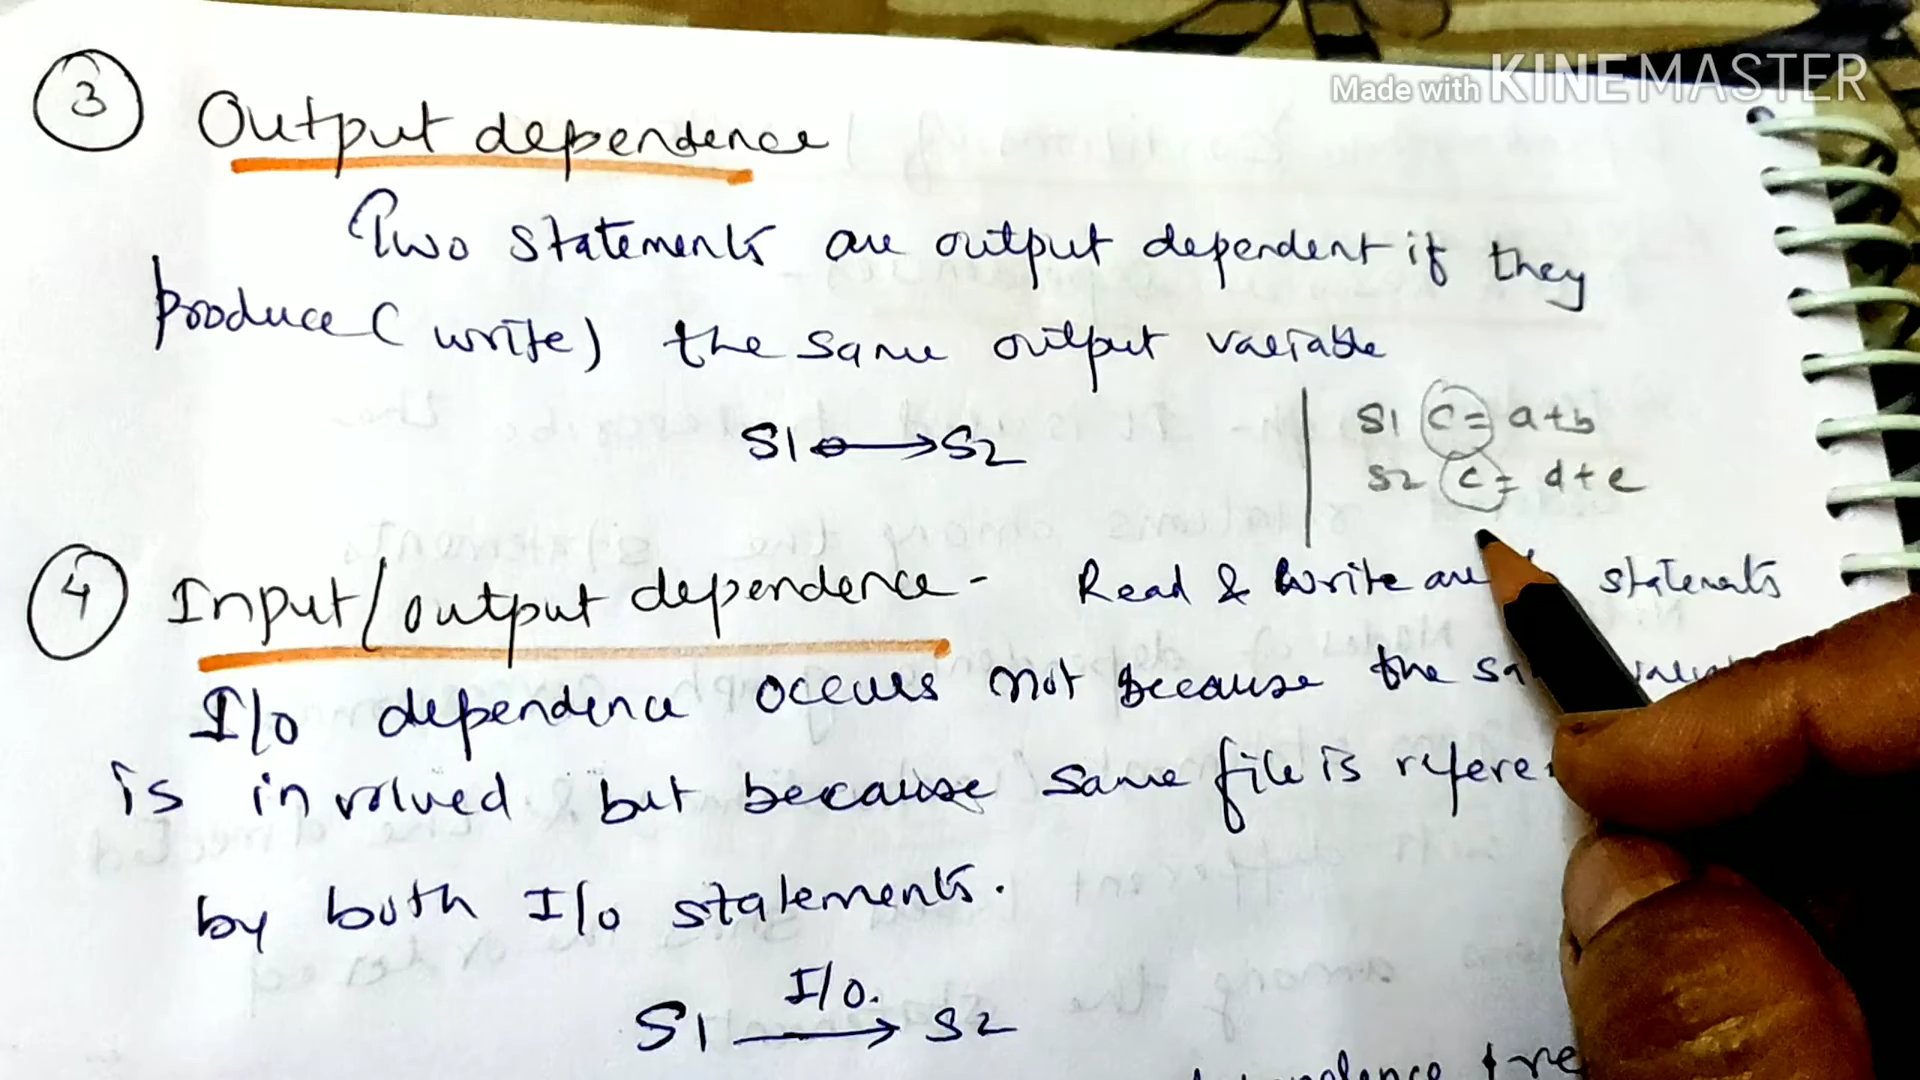 Made with KINEMASTER
3 Output dependence
Two statements are output dependent if they
produce (write) the same output variable
S1 → S2
S1 C = a+b
S2 C = d+e
4 Input/output dependence - Read & write are statements
I/o dependence occurs not because the
is involved but because same file is
by both I/o statements.
I/o.
S1 → S2